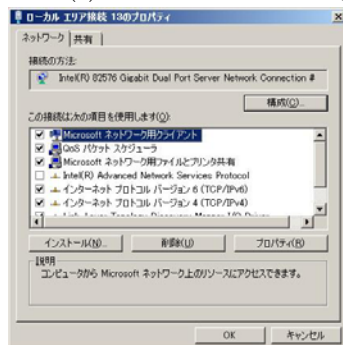 ローカル エリア接続 13のプロパティ
ネットワーク 共有
接続の方法:
Intel(R) 82576 Gigabit Dual Port Server Network Connection #
構成(C)...
この接続は次の項目を使用します(O):
Microsoft ネットワーク用クライアント
QoS パケット スケジューラ
Microsoft ネットワーク用ファイルとプリンタ共有
Intel(R) Advanced Network Services Protocol
インターネット プロトコル バージョン 6 (TCP/IPv6)
インターネット プロトコル バージョン 4 (TCP/IPv4)
Link-Layer Topology Discovery Mapper I/O Driver
インストール(N)... 削除(U) プロパティ(R)
説明
コンピュータから Microsoft ネットワーク上のリソースにアクセスできます。
OK キャンセル